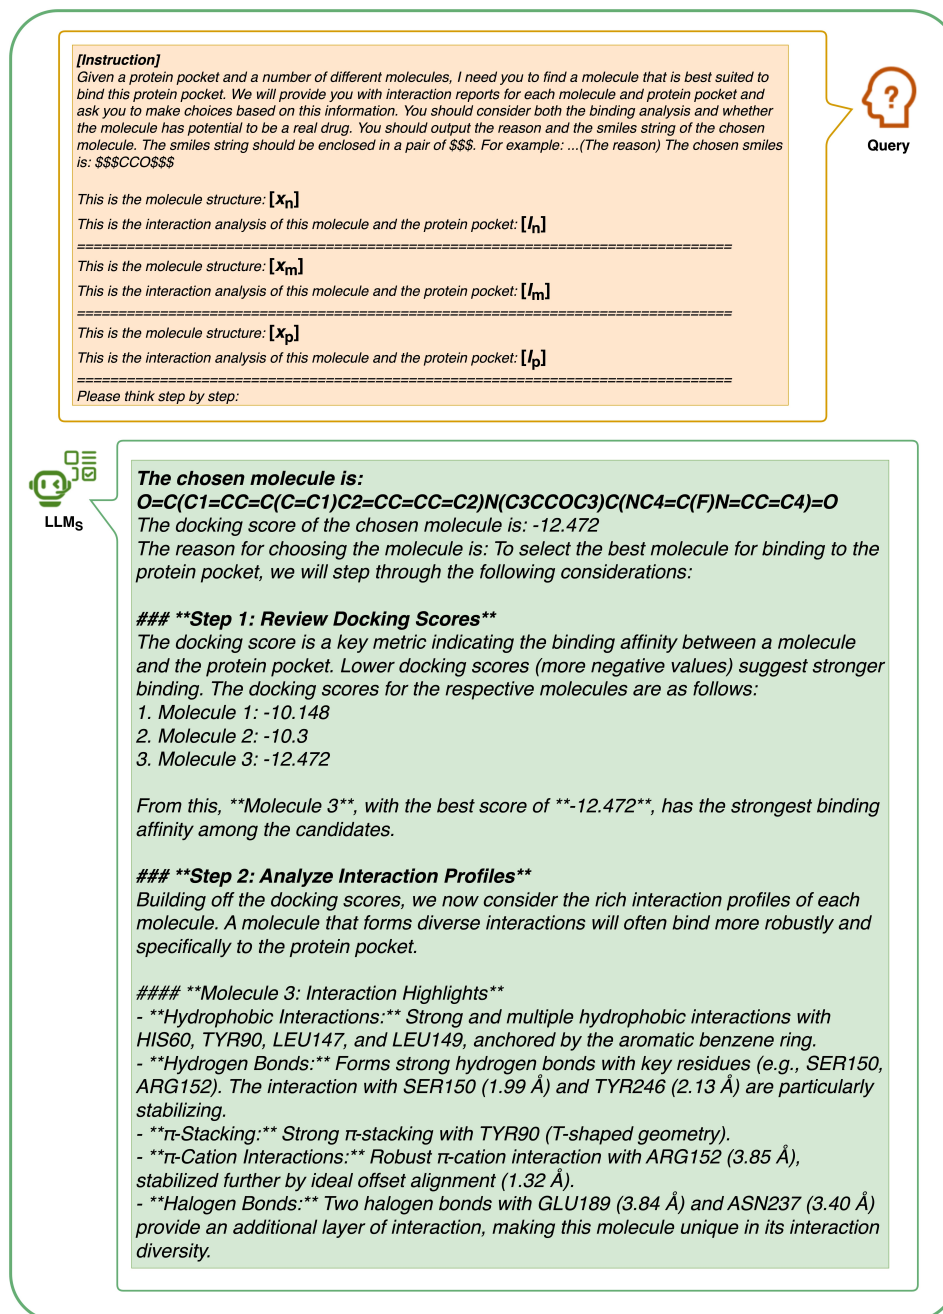 [Instruction]
Given a protein pocket and a number of different molecules, I need you to find a molecule that is best suited to
bind this protein pocket. We will provide you with interaction reports for each molecule and protein pocket and
ask you to make choices based on this information. You should consider both the binding analysis and whether
the molecule has potential to be a real drug. You should output the reason and the smiles string of the chosen
molecule. The smiles string should be enclosed in a pair of $$$. For example: ...(The reason) The chosen smiles
is: $$$CCO$$$
This is the molecule structure: [xn]
This is the interaction analysis of this molecule and the protein pocket: [In]
================================================================================
This is the molecule structure: [xm]
This is the interaction analysis of this molecule and the protein pocket: [Im]
================================================================================
This is the molecule structure: [xp]
This is the interaction analysis of this molecule and the protein pocket: [Ip]
================================================================================
Please think step by step:
?
Query
LLMS
The chosen molecule is:
O=C(C1=CC=C(C=C1)C2=CC=CC=C2)N(C3CCOC3)C(NC4=C(F)N=CC=C4)=O
The docking score of the chosen molecule is: -12.472
The reason for choosing the molecule is: To select the best molecule for binding to the
protein pocket, we will step through the following considerations:
### **Step 1: Review Docking Scores**
The docking score is a key metric indicating the binding affinity between a molecule
and the protein pocket. Lower docking scores (more negative values) suggest stronger
binding. The docking scores for the respective molecules are as follows:
1. Molecule 1: -10.148
2. Molecule 2: -10.3
3. Molecule 3: -12.472
From this, **Molecule 3**, with the best score of **-12.472**, has the strongest binding
affinity among the candidates.
### **Step 2: Analyze Interaction Profiles**
Building off the docking scores, we now consider the rich interaction profiles of each
molecule. A molecule that forms diverse interactions will often bind more robustly and
specifically to the protein pocket.
#### **Molecule 3: Interaction Highlights**
- **Hydrophobic Interactions:** Strong and multiple hydrophobic interactions with
HIS60, TYR90, LEU147, and LEU149, anchored by the aromatic benzene ring.
- **Hydrogen Bonds:** Forms strong hydrogen bonds with key residues (e.g., SER150,
ARG152). The interaction with SER150 (1.99 Å) and TYR246 (2.13 Å) are particularly
stabilizing.
- **π-Stacking:** Strong π-stacking with TYR90 (T-shaped geometry).
- **π-Cation Interactions:** Robust π-cation interaction with ARG152 (3.85 Å),
stabilized further by ideal offset alignment (1.32 Å).
- **Halogen Bonds:** Two halogen bonds with GLU189 (3.84 Å) and ASN237 (3.40 Å)
provide an additional layer of interaction, making this molecule unique in its interaction
diversity.